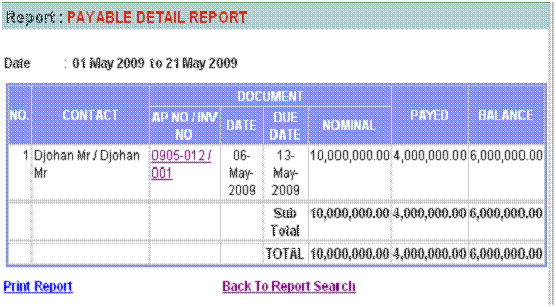 Report : PAYABLE DETAIL REPORT
Date : 01 May 2009 to 21 May 2009
DOCUMENT
NO. CONTACT AP NO / INV NO DATE DUE DATE NOMINAL PAYED BALANCE
1 Djohan Mr / Djohan Mr 0905-012 / 001 06-May-2009 13-May-2009 10,000,000.00 4,000,000.00 6,000,000.00
Sub Total 10,000,000.00 4,000,000.00 6,000,000.00
TOTAL 10,000,000.00 4,000,000.00 6,000,000.00
Print Report Back To Report Search